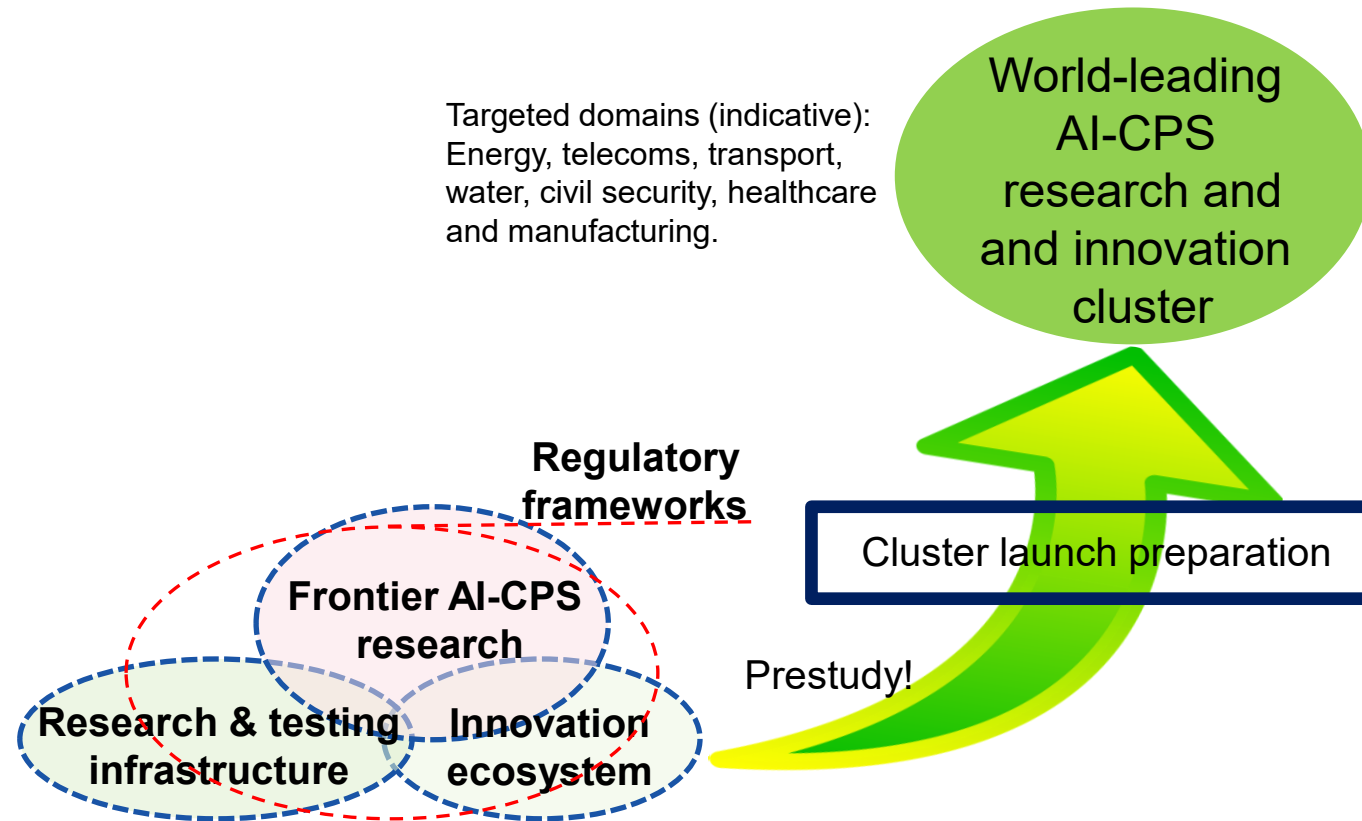 World-leading
AI-CPS
research and
and innovation
cluster
Targeted domains (indicative):
Energy, telecoms, transport,
water, civil security, healthcare
and manufacturing.
Regulatory
frameworks
Cluster launch preparation
Frontier AI-CPS
research
Prestudy!
Research & testing
infrastructure
Innovation
ecosystem